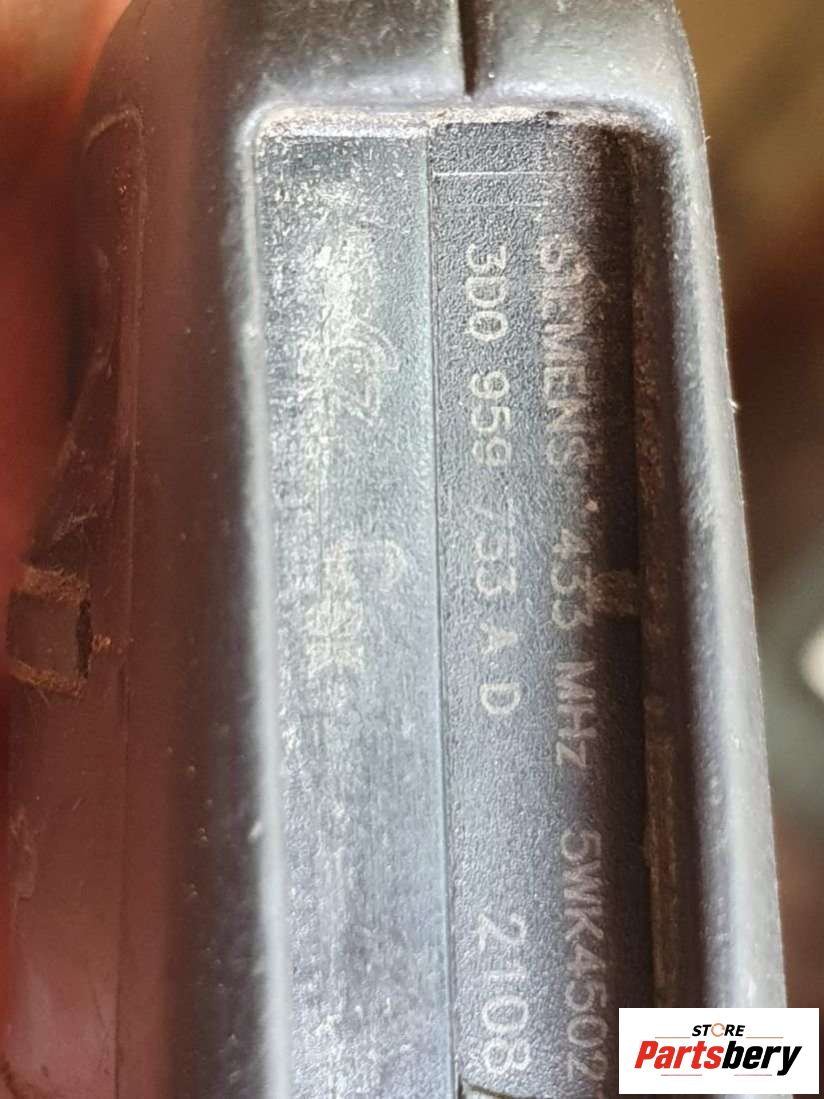 SIEMENS · 433 MHz 5WK4502
3D0 959 753 A D 2108
STORE
Partsbery